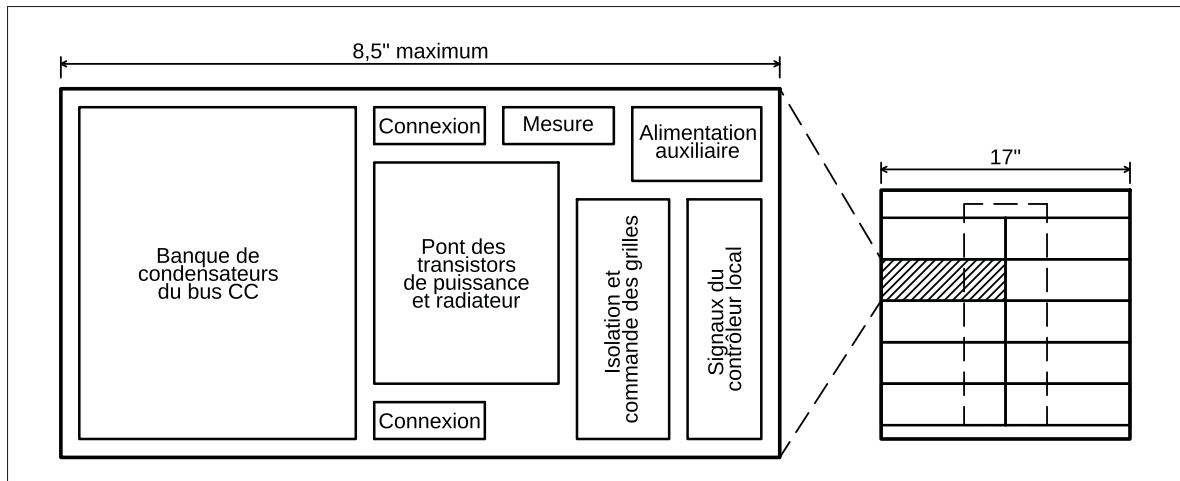 8,5" maximum
Connexion
Mesure
Alimentation
auxiliaire
Banque de
condensateurs
du bus CC
Pont des
transistors
de puissance
et radiateur
Isolation et
commande des grilles
Signaux du
contrôleur local
Connexion
17"